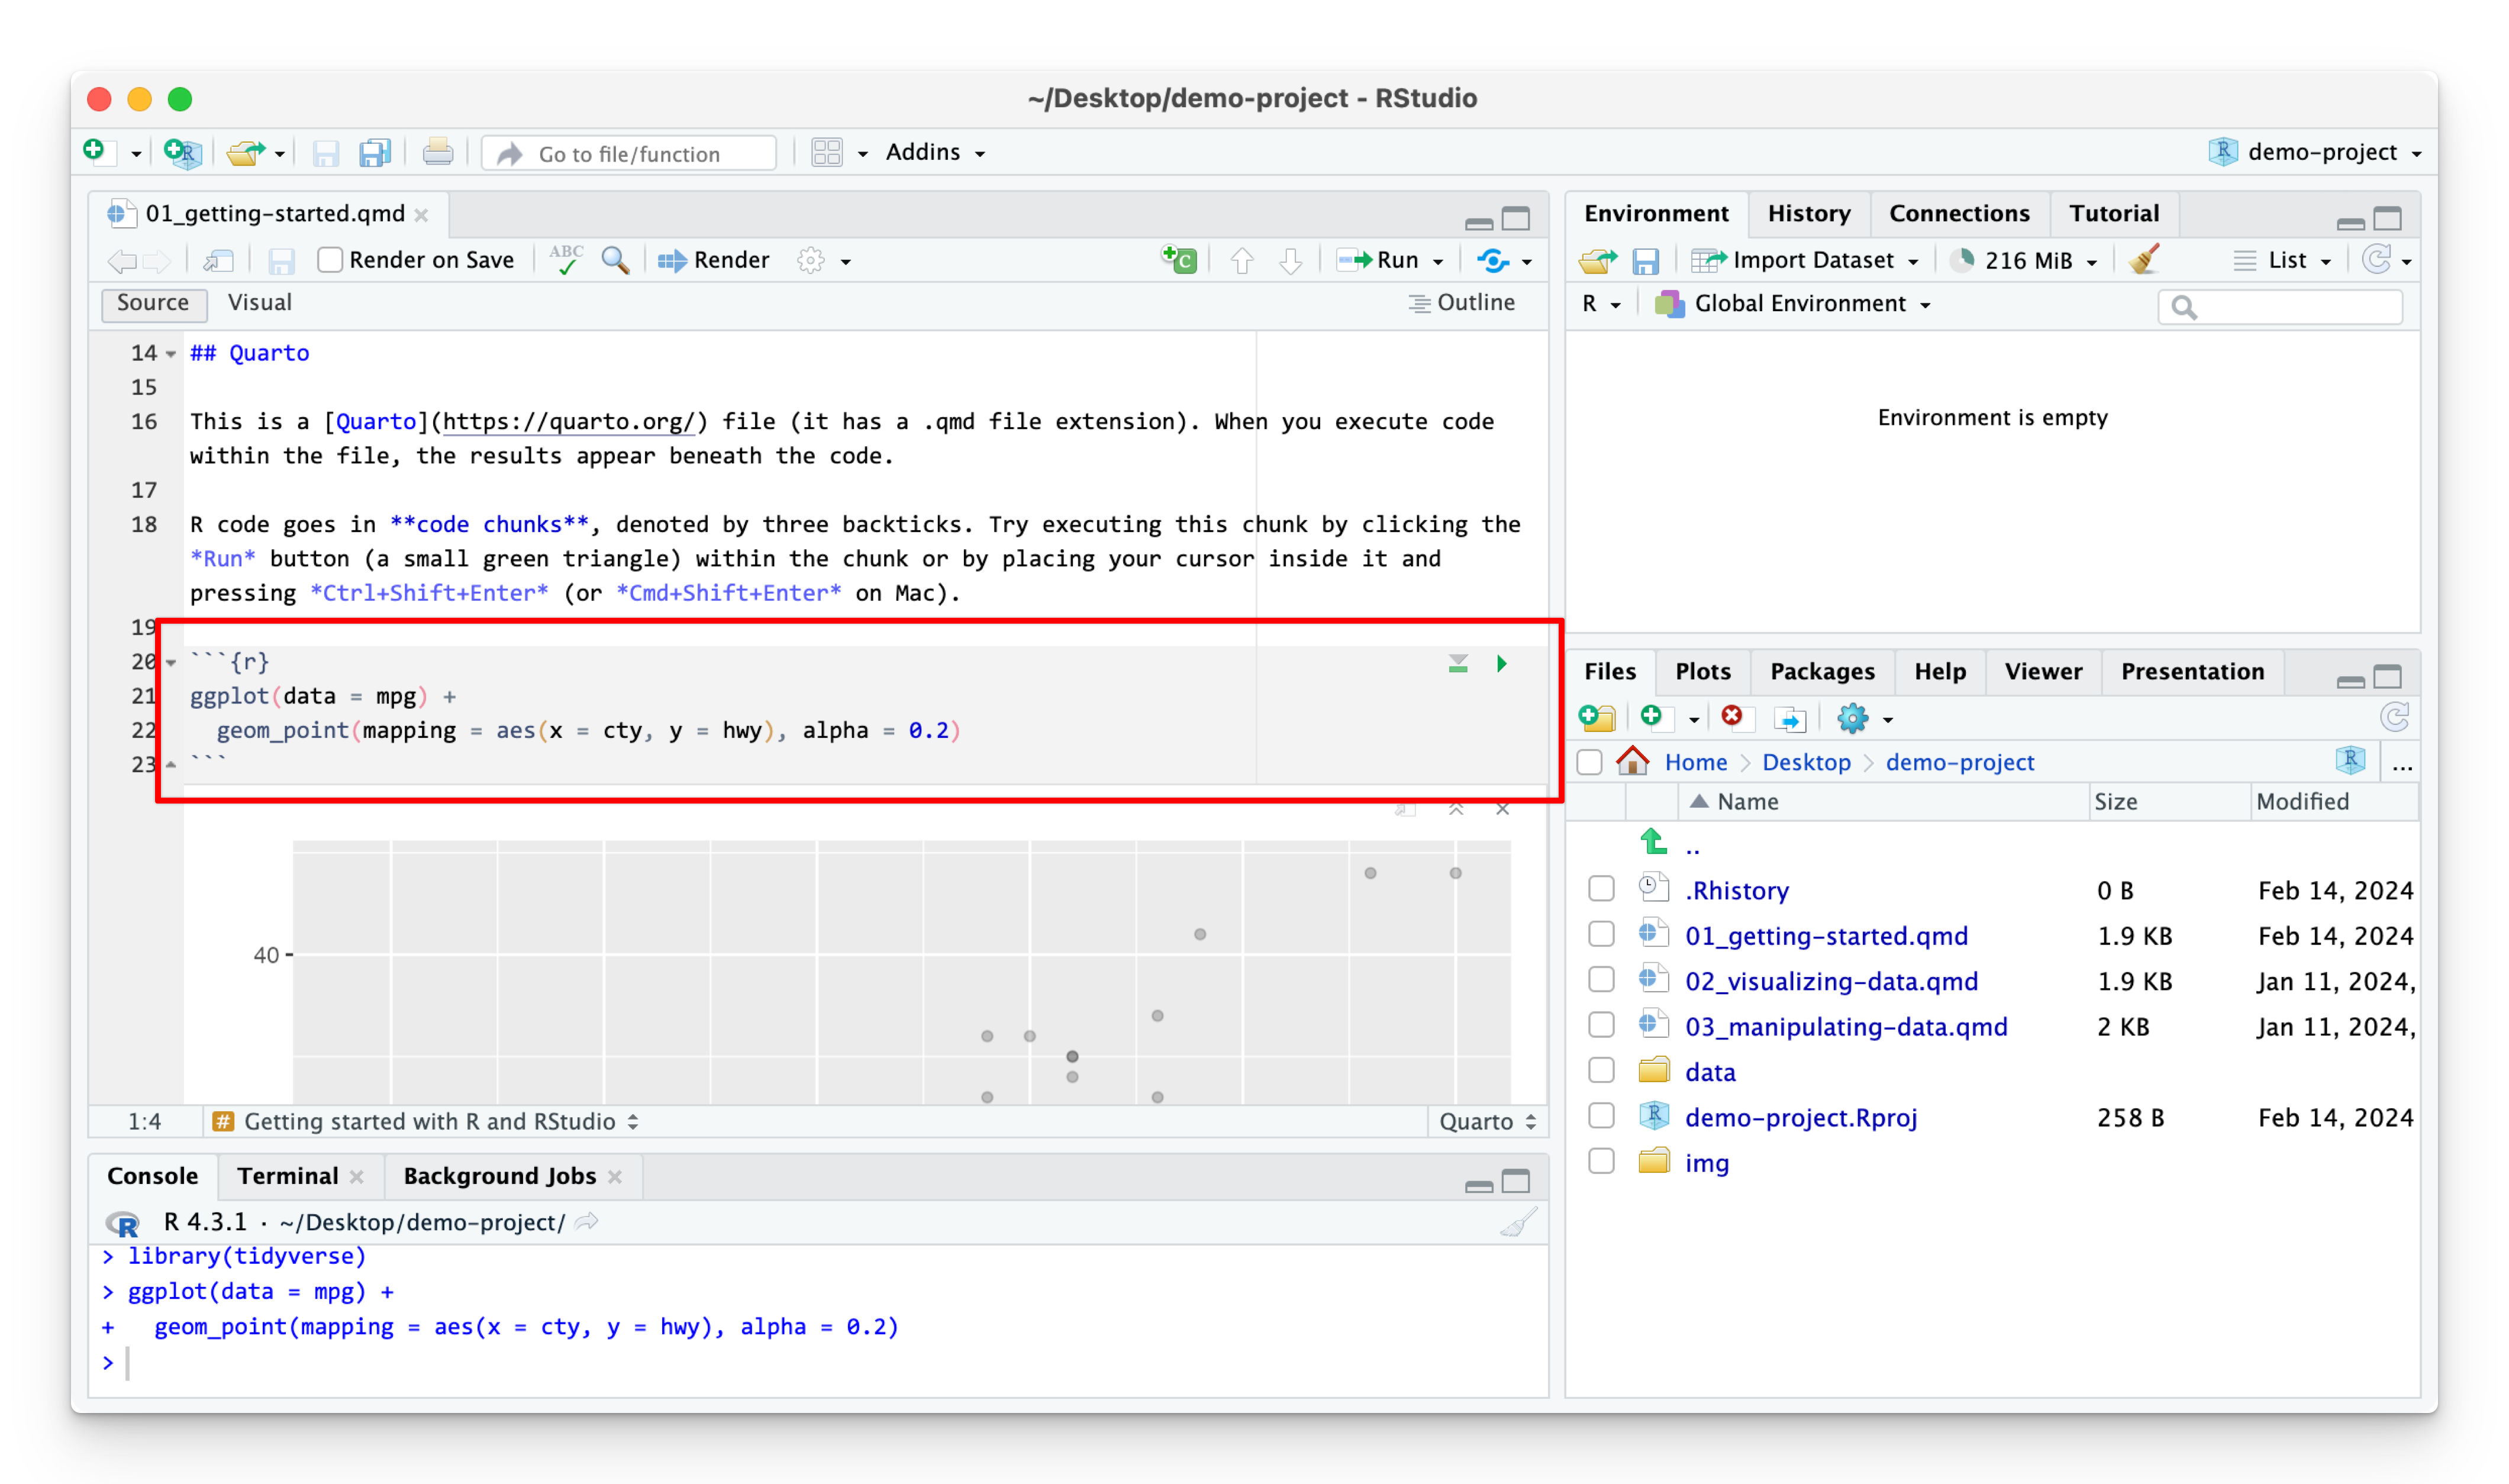 ~/Desktop/demo-project - RStudio
Go to file/function
Addins
demo-project
01_getting-started.qmd
Render on Save
ABC
Render
C
Run
Source
Visual
Outline
14 ## Quarto
15
16 This is a [Quarto](https://quarto.org/) file (it has a .qmd file extension). When you execute code
within the file, the results appear beneath the code.
17
18 R code goes in **code chunks**, denoted by three backticks. Try executing this chunk by clicking the
*Run* button (a small green triangle) within the chunk or by placing your cursor inside it and
pressing *Ctrl+Shift+Enter* (or *Cmd+Shift+Enter* on Mac).
19
20 ```{r}
21 ggplot(data = mpg) +
22   geom_point(mapping = aes(x = cty, y = hwy), alpha = 0.2)
23 ```
40
1:4
# Getting started with R and RStudio
Quarto
Console
Terminal
Background Jobs
R 4.3.1 · ~/Desktop/demo-project/
> library(tidyverse)
> ggplot(data = mpg) +
+   geom_point(mapping = aes(x = cty, y = hwy), alpha = 0.2)
>
Environment
History
Connections
Tutorial
Import Dataset
216 MiB
List
R
Global Environment
Environment is empty
Files
Plots
Packages
Help
Viewer
Presentation
Home > Desktop > demo-project
R
...
Name Size Modified
..
.Rhistory 0 B Feb 14, 2024
01_getting-started.qmd 1.9 KB Feb 14, 2024
02_visualizing-data.qmd 1.9 KB Jan 11, 2024,
03_manipulating-data.qmd 2 KB Jan 11, 2024,
data
demo-project.Rproj 258 B Feb 14, 2024
img